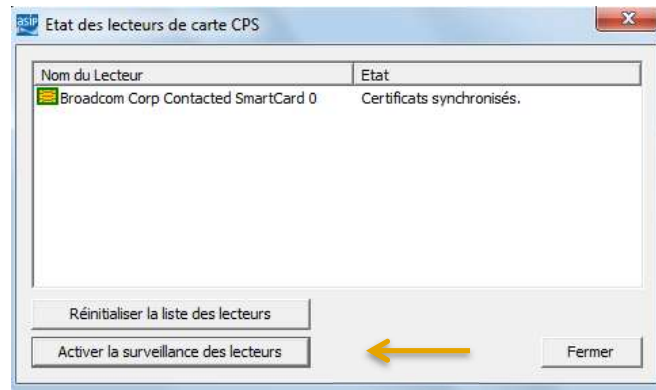 asip Etat des lecteurs de carte CPS
Nom du Lecteur Etat
Broadcom Corp Contacted SmartCard 0 Certificats synchronisés.
Réinitialiser la liste des lecteurs
Activer la surveillance des lecteurs Fermer